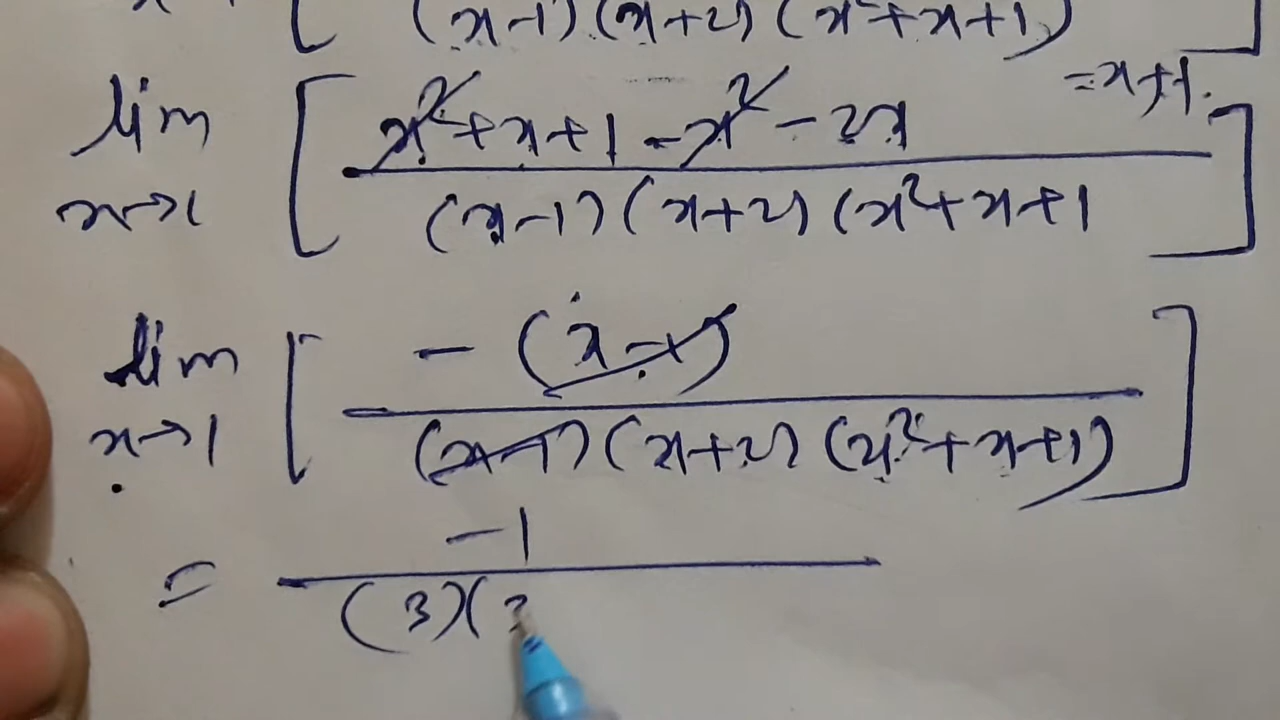 (x-1)(x+2)(x²+x+1)
= x+1.
lim x→1 [ x²+x+1-x²-2x / (x-1)(x+2)(x²+x+1 ]
lim x→1 [ -(x-1) / (x-1)(x+2)(x²+x+1) ]
= -1 / (3)(3